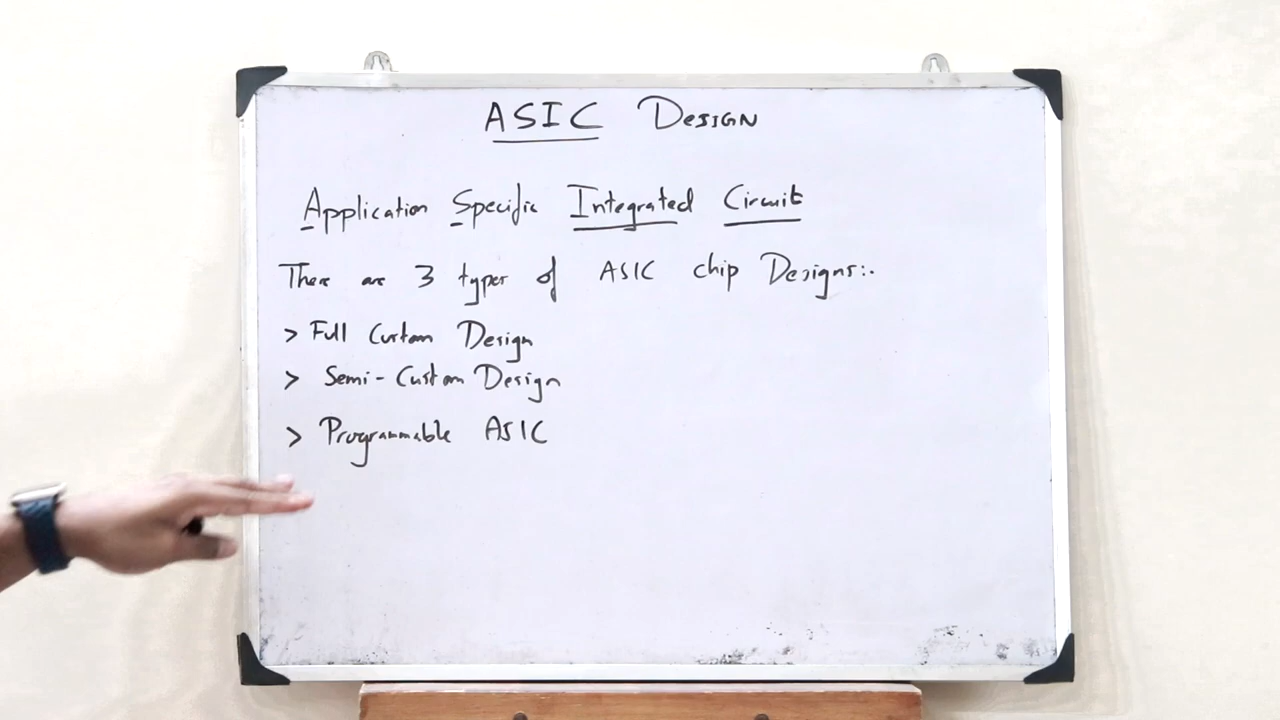 ASIC DESIGN
Application Specific Integrated Circuit
There are 3 types of ASIC chip Designs:.
> Full Custom Design
> Semi-Custom Design
> Programmable ASIC